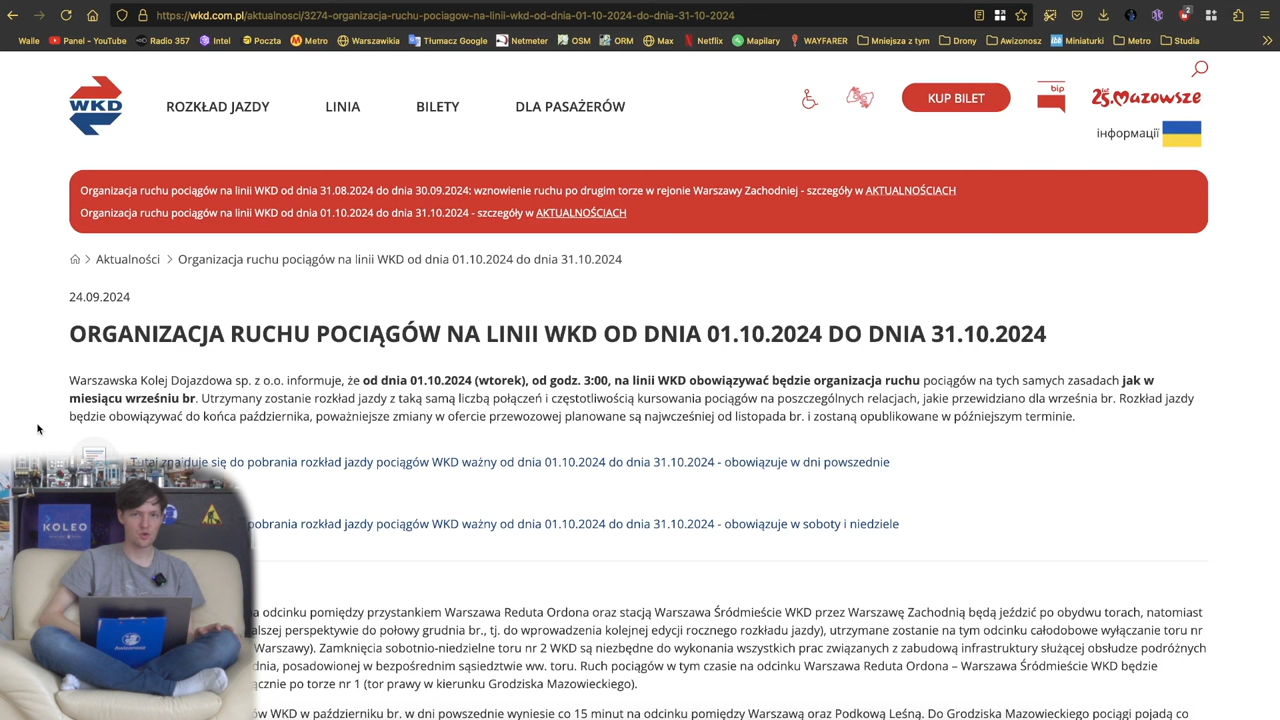 https://wkd.com.pl/aktualnosci/3274-organizacja-ruchu-pociagow-na-linii-wkd-od-dnia-01-10-2024-do-dnia-31-10-2024
2
Walle Panel - YouTube Radio 357 Intel Poczta Metro Warszawikia Tłumacz Google Netmeter OSM ORM Max Netflix Mapilary WAYFARER Mniejsza z tym Drony Awizonosz Miniaturki Metro Studia
WKD
ROZKŁAD JAZDY LINIA BILETY DLA PASAŻERÓW
KUP BILET
bip
25 lat Mazowsze
інформації
Organizacja ruchu pociągów na linii WKD od dnia 31.08.2024 do dnia 30.09.2024: wznowienie ruchu po drugim torze w rejonie Warszawy Zachodniej - szczegóły w AKTUALNOŚCIACH
Organizacja ruchu pociągów na linii WKD od dnia 01.10.2024 do dnia 31.10.2024 - szczegóły w AKTUALNOŚCIACH
Aktualności Organizacja ruchu pociągów na linii WKD od dnia 01.10.2024 do dnia 31.10.2024
24.09.2024
ORGANIZACJA RUCHU POCIĄGÓW NA LINII WKD OD DNIA 01.10.2024 DO DNIA 31.10.2024
Warszawska Kolej Dojazdowa sp. z o.o. informuje, że od dnia 01.10.2024 (wtorek), od godz. 3:00, na linii WKD obowiązywać będzie organizacja ruchu pociągów na tych samych zasadach jak w
miesiącu wrześniu br. Utrzymany zostanie rozkład jazdy z taką samą liczbą połączeń i częstotliwością kursowania pociągów na poszczególnych relacjach, jakie przewidziano dla września br. Rozkład jazdy
będzie obowiązywać do końca października, poważniejsze zmiany w ofercie przewozowej planowane są najwcześniej od listopada br. i zostaną opublikowane w późniejszym terminie.
Tutaj znajduje się do pobrania rozkład jazdy pociągów WKD ważny od dnia 01.10.2024 do dnia 31.10.2024 - obowiązuje w dni powszednie
pobrania rozkład jazdy pociągów WKD ważny od dnia 01.10.2024 do dnia 31.10.2024 - obowiązuje w soboty i niedziele
KOLEO
a odcinku pomiędzy przystankiem Warszawa Reduta Ordona oraz stacją Warszawa Śródmieście WKD przez Warszawę Zachodnią będą jeździć po obydwu torach, natomiast
alszej perspektywie do połowy grudnia br., tj. do wprowadzenia kolejnej edycji rocznego rozkładu jazdy), utrzymane zostanie na tym odcinku całodobowe wyłączanie toru nr
Warszawy). Zamknięcia sobotnio-niedzielne toru nr 2 WKD są niezbędne do wykonania wszystkich prac związanych z zabudową infrastruktury służącej obsłudze podróżnych
dnia, posadowionej w bezpośrednim sąsiedztwie ww. toru. Ruch pociągów w tym czasie na odcinku Warszawa Reduta Ordona – Warszawa Śródmieście WKD będzie
ącznie po torze nr 1 (tor prawy w kierunku Grodziska Mazowieckiego).
ów WKD w październiku br. w dni powszednie wyniesie co 15 minut na odcinku pomiędzy Warszawą oraz Podkową Leśną. Do Grodziska Mazowieckiego pociągi pojadą co